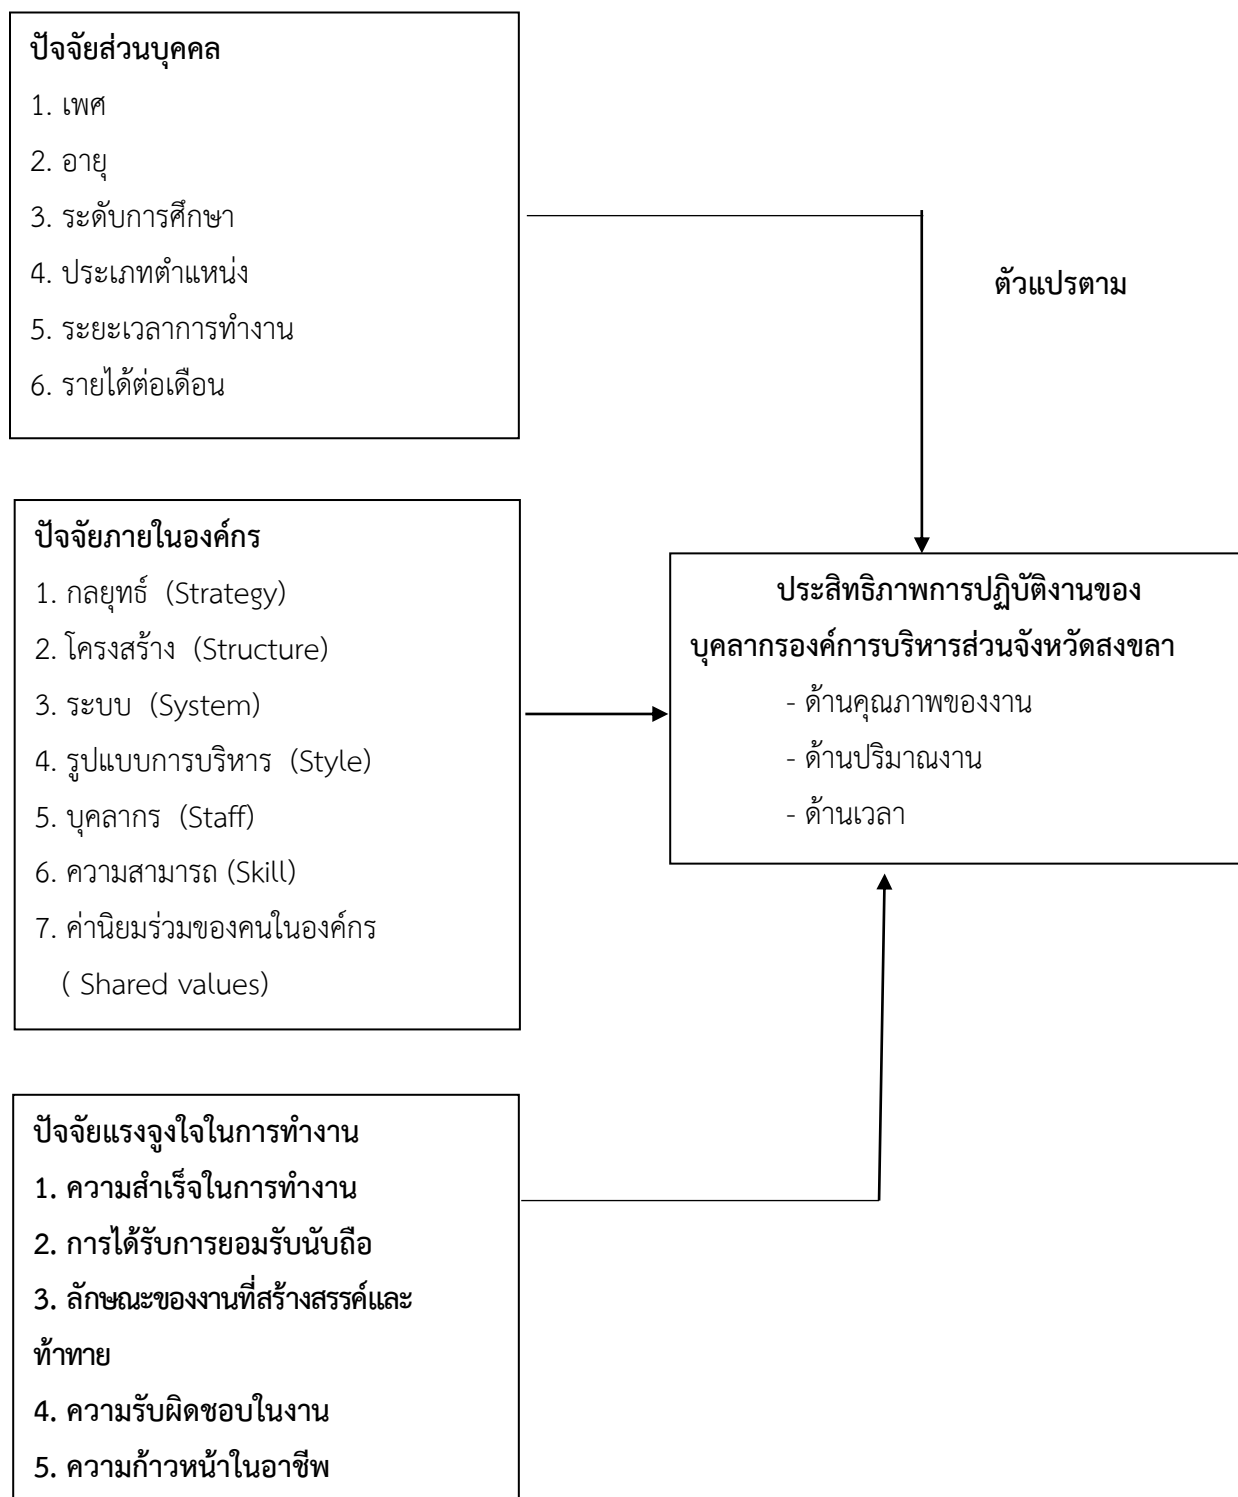 ปัจจัยส่วนบุคคล
1. เพศ
2. อายุ
3. ระดับการศึกษา
4. ประเภทตำแหน่ง
5. ระยะเวลาการทำงาน
6. รายได้ต่อเดือน
ตัวแปรตาม
ปัจจัยภายในองค์กร
1. กลยุทธ์ (Strategy)
2. โครงสร้าง (Structure)
3. ระบบ (System)
4. รูปแบบการบริหาร (Style)
5. บุคลากร (Staff)
6. ความสามารถ (Skill)
7. ค่านิยมร่วมของคนในองค์กร
( Shared values)
ประสิทธิภาพการปฏิบัติงานของ
บุคลากรองค์การบริหารส่วนจังหวัดสงขลา
- ด้านคุณภาพของงาน
- ด้านปริมาณงาน
- ด้านเวลา
ปัจจัยแรงจูงใจในการทำงาน
1. ความสำเร็จในการทำงาน
2. การได้รับการยอมรับนับถือ
3. ลักษณะของงานที่สร้างสรรค์และ
ท้าทาย
4. ความรับผิดชอบในงาน
5. ความก้าวหน้าในอาชีพ